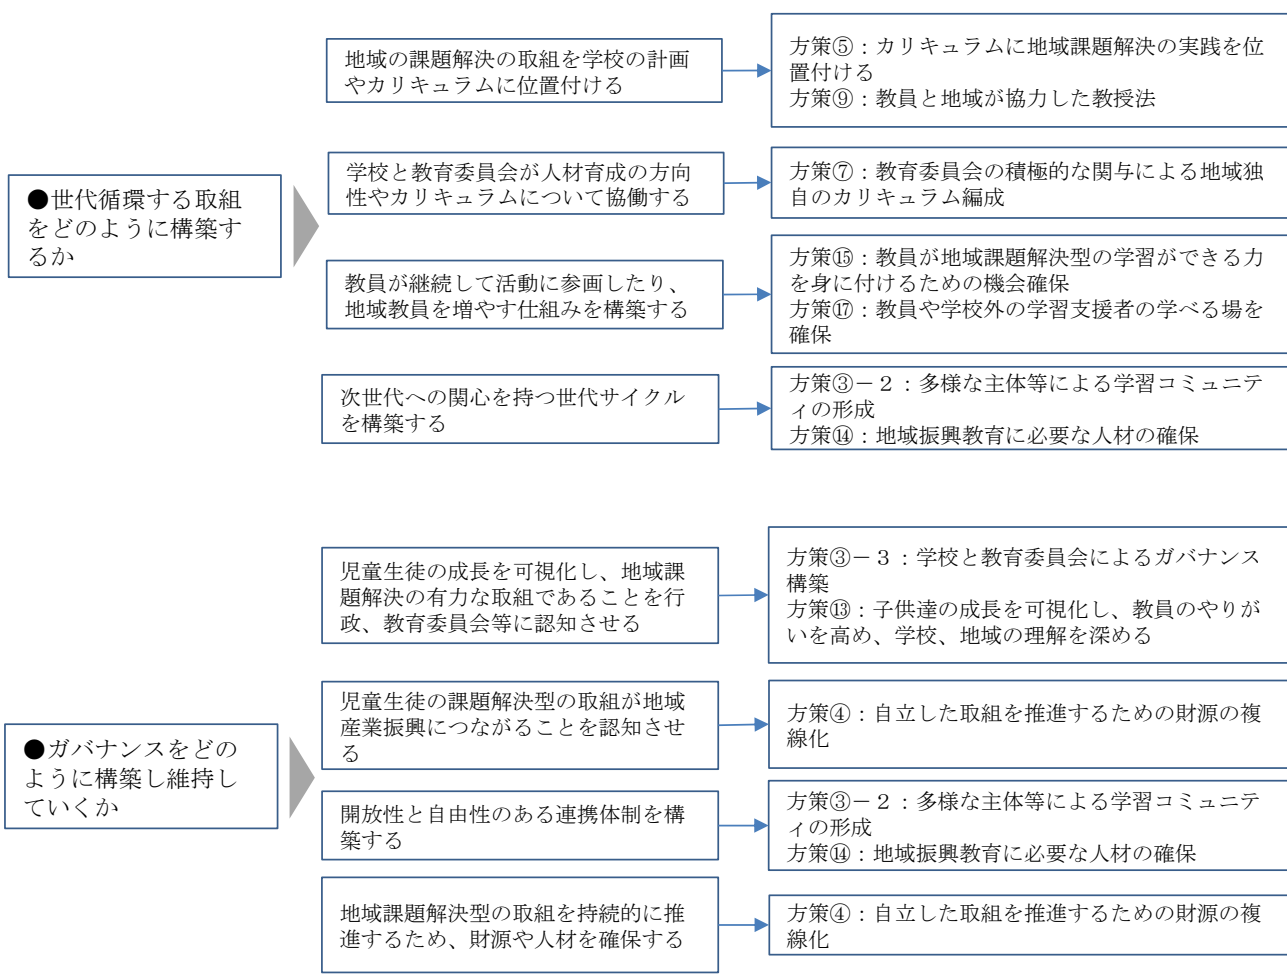 ●世代循環する取組
をどのように構築す
るか
地域の課題解決の取組を学校の計画
やカリキュラムに位置付ける
方策⑤：カリキュラムに地域課題解決の実践を位
置付ける
方策⑨：教員と地域が協力した教授法
学校と教育委員会が人材育成の方向
性やカリキュラムについて協働する
方策⑦：教育委員会の積極的な関与による地域独
自のカリキュラム編成
教員が継続して活動に参画したり、
地域教員を増やす仕組みを構築する
方策⑮：教員が地域課題解決型の学習ができる力
を身に付けるための機会確保
方策⑰：教員や学校外の学習支援者の学べる場を
確保
次世代への関心を持つ世代サイクル
を構築する
方策③－２：多様な主体等による学習コミュニテ
ィの形成
方策⑭：地域振興教育に必要な人材の確保
●ガバナンスをどの
ように構築し維持し
ていくか
児童生徒の成長を可視化し、地域課
題解決の有力な取組であることを行
政、教育委員会等に認知させる
方策③－３：学校と教育委員会によるガバナンス
構築
方策⑬：子供達の成長を可視化し、教員のやりが
いを高め、学校、地域の理解を深める
児童生徒の課題解決型の取組が地域
産業振興につながることを認知させ
る
方策④：自立した取組を推進するための財源の複
線化
開放性と自由性のある連携体制を構
築する
方策③－２：多様な主体等による学習コミュニテ
ィの形成
方策⑭：地域振興教育に必要な人材の確保
地域課題解決型の取組を持続的に推
進するため、財源や人材を確保する
方策④：自立した取組を推進するための財源の複
線化